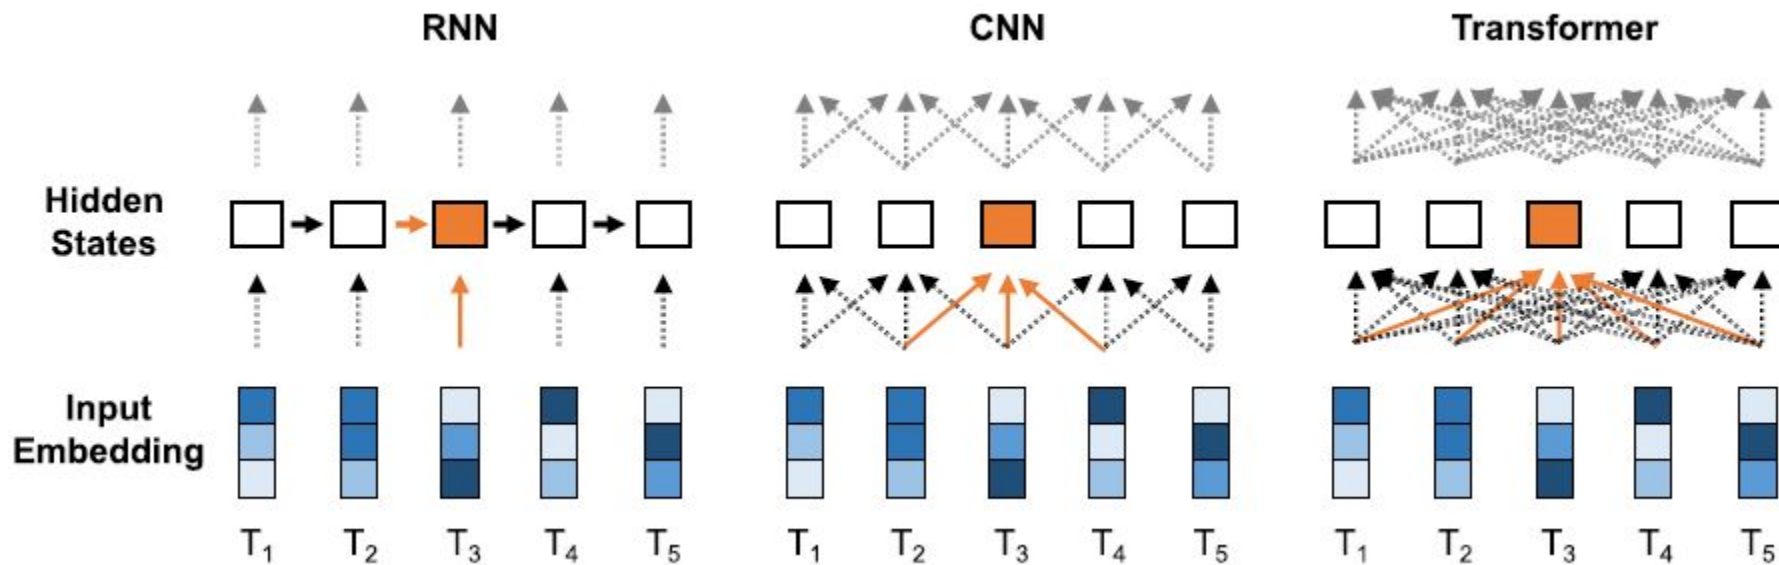 RNN
CNN
Transformer
Hidden
States
Input
Embedding
T1 T2 T3 T4 T5
T1 T2 T3 T4 T5
T1 T2 T3 T4 T5